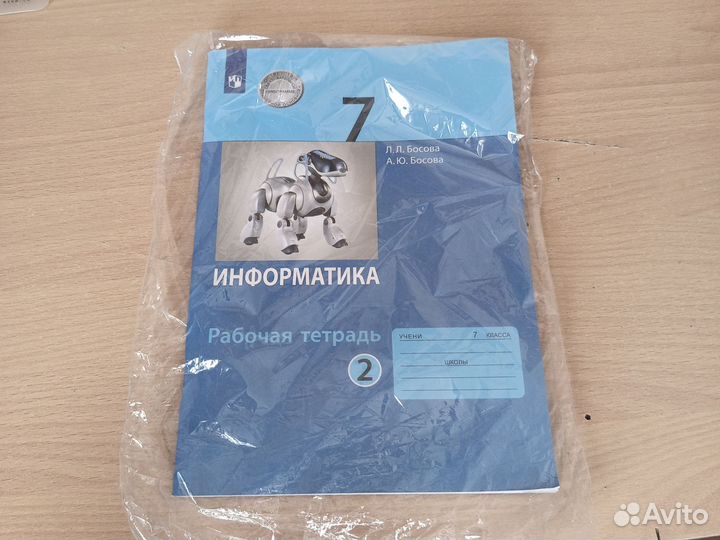 7
Л. Л. Босова
А. Ю. Босова
ИНФОРМАТИКА
Рабочая тетрадь
2
УЧЕНИ 7 КЛАССА
ШКОЛЫ
Avito